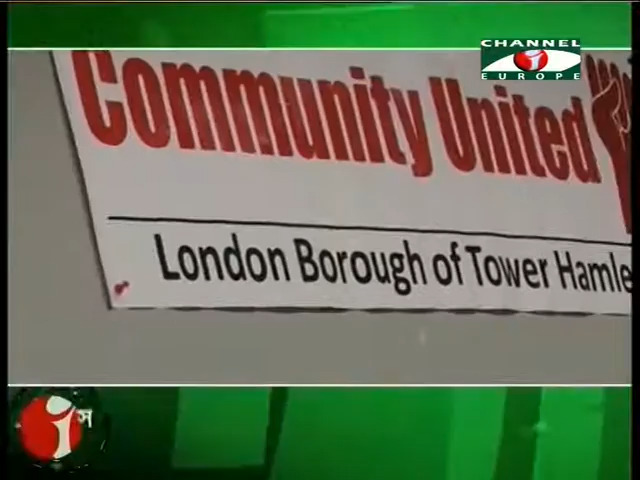 CHANNEL
i
EUROPE
Community United
London Borough of Tower Hamle
i